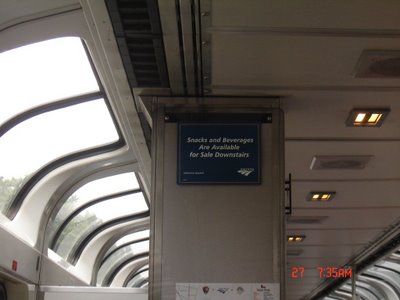 Snacks and Beverages
Are Available
for Sale Downstairs
27 7:35AM